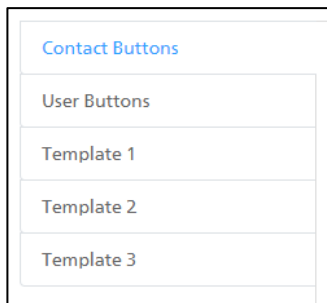 Contact Buttons
User Buttons
Template 1
Template 2
Template 3